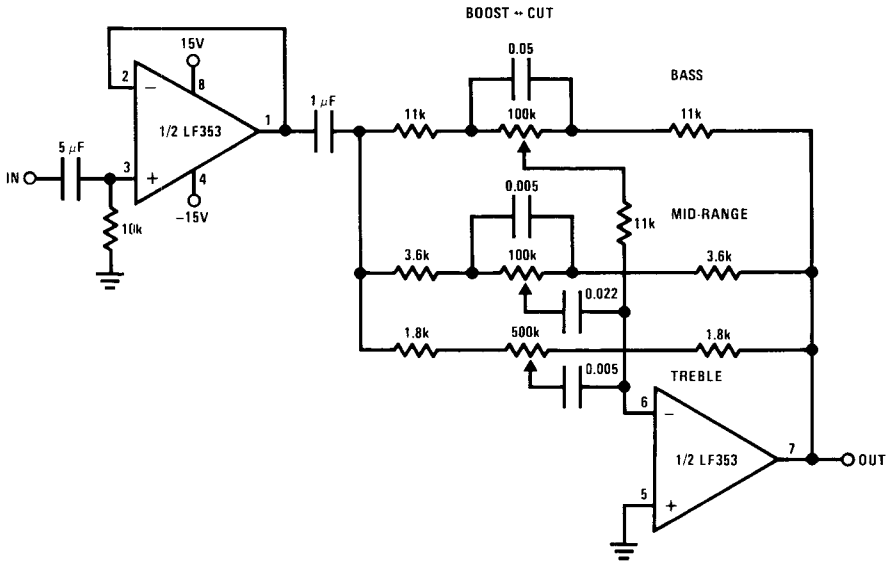 BOOST ↔ CUT
0.05
BASS
15V
8
2
−
1/2 LF353
1
1 μF
11k
100k
11k
5 μF
IN
3
+
4
−15V
10k
0.005
11k
MID-RANGE
3.6k
100k
3.6k
0.022
1.8k
500k
1.8k
0.005
TREBLE
6
−
1/2 LF353
7
OUT
5
+